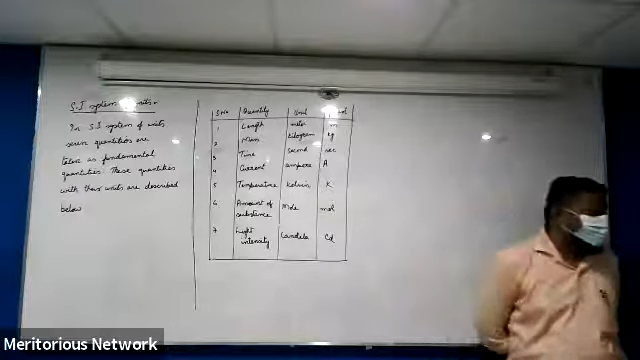 S.I system of units.
In S.I system of units
seven quantities are
taken as fundamental
quantities. These quantities
with their units are described
below
S.No Quantity Unit
1 Length meter m
2 Mass kilogram kg
3 Time second sec
4 Current ampere A
5 Temperature Kelvin K
6 Amount of substance Mole mol
7 Light intensity Candela Cd
Meritorious Network